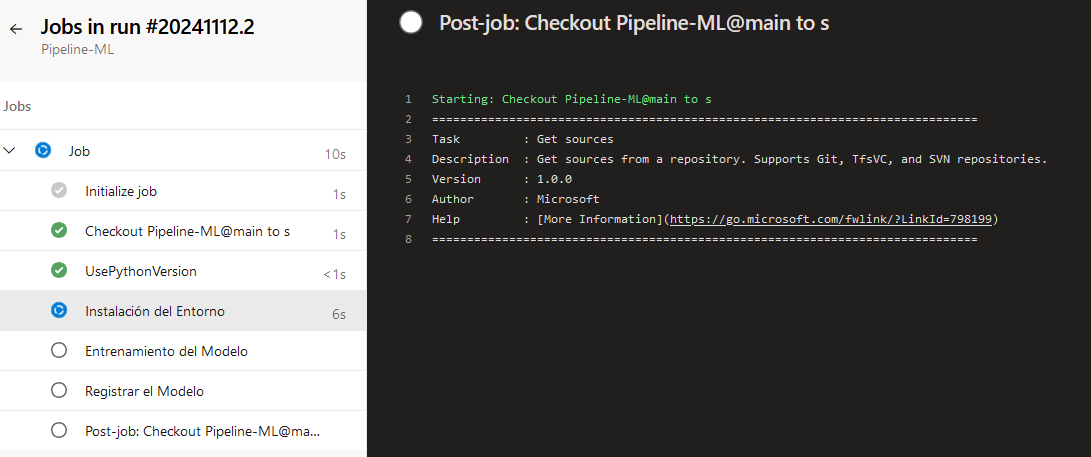 Jobs in run #20241112.2
Pipeline-ML
Jobs
Job 10s
Initialize job 1s
Checkout Pipeline-ML@main to s 1s
UsePythonVersion <1s
Instalación del Entorno 6s
Entrenamiento del Modelo
Registrar el Modelo
Post-job: Checkout Pipeline-ML@ma...
Post-job: Checkout Pipeline-ML@main to s
1 Starting: Checkout Pipeline-ML@main to s
2 ==============================================================================
3 Task : Get sources
4 Description : Get sources from a repository. Supports Git, TfsVC, and SVN repositories.
5 Version : 1.0.0
6 Author : Microsoft
7 Help : [More Information](https://go.microsoft.com/fwlink/?LinkId=798199)
8 ==============================================================================